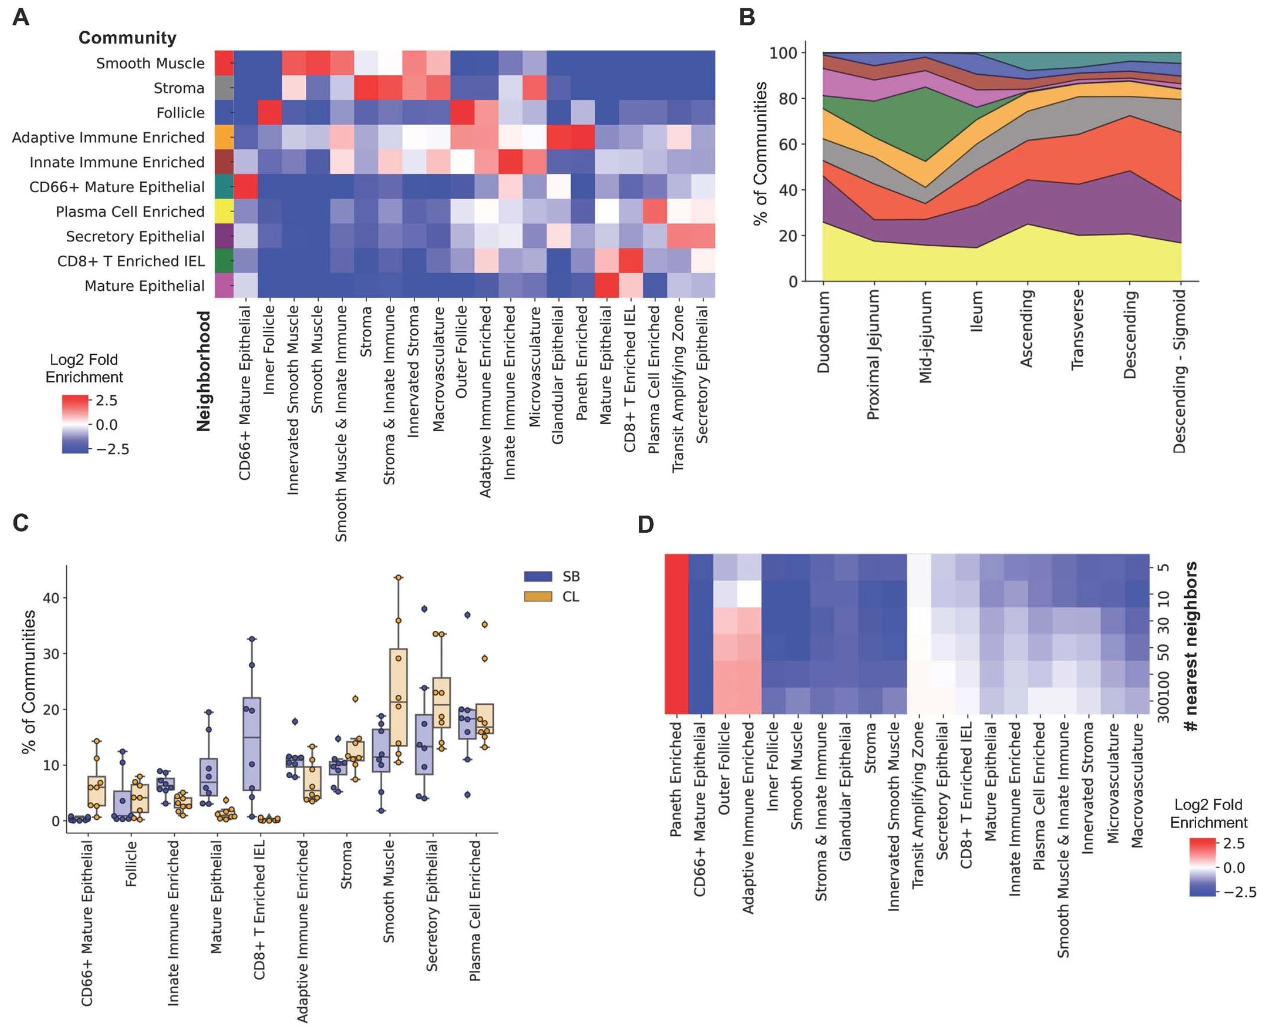 A
Community
Smooth Muscle
Stroma
Follicle
Adaptive Immune Enriched
Innate Immune Enriched
CD66+ Mature Epithelial
Plasma Cell Enriched
Secretory Epithelial
CD8+ T Enriched IEL
Mature Epithelial
Neighborhood
CD66+ Mature Epithelial
Inner Follicle
Innervated Smooth Muscle
Smooth Muscle
Smooth Muscle & Innate Immune
Stroma
Stroma & Innate Immune
Innervated Stroma
Macrovasculature
Outer Follicle
Adatpive Immune Enriched
Innate Immune Enriched
Microvasculature
Glandular Epithelial
Paneth Enriched
Mature Epithelial
CD8+ T Enriched IEL
Plasma Cell Enriched
Transit Amplifying Zone
Secretory Epithelial
Log2 Fold
Enrichment
2.5
0.0
−2.5
B
% of Communities
100
80
60
40
20
0
Duodenum
Proximal Jejunum
Mid-jejunum
Ileum
Ascending
Transverse
Descending
Descending - Sigmoid
C
% of Communities
40
30
20
10
0
SB
CL
CD66+ Mature Epithelial
Follicle
Innate Immune Enriched
Mature Epithelial
CD8+ T Enriched IEL
Adaptive Immune Enriched
Stroma
Smooth Muscle
Secretory Epithelial
Plasma Cell Enriched
D
5
10
30
50
100
300
# nearest neighbors
Paneth Enriched
CD66+ Mature Epithelial
Outer Follicle
Adaptive Immune Enriched
Inner Follicle
Smooth Muscle
Stroma & Innate Immune
Glandular Epithelial
Stroma
Innervated Smooth Muscle
Transit Amplifying Zone
Secretory Epithelial
CD8+ T Enriched IEL
Mature Epithelial
Innate Immune Enriched
Plasma Cell Enriched
Smooth Muscle & Innate Immune
Innervated Stroma
Microvasculature
Macrovasculature
Log2 Fold
Enrichment
2.5
0.0
−2.5